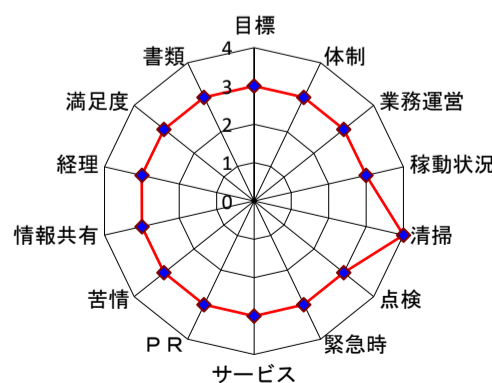 目標
体制
業務運営
稼動状況
清掃
点検
緊急時
サービス
ＰＲ
苦情
情報共有
経理
満足度
書類
4
3
2
1
0